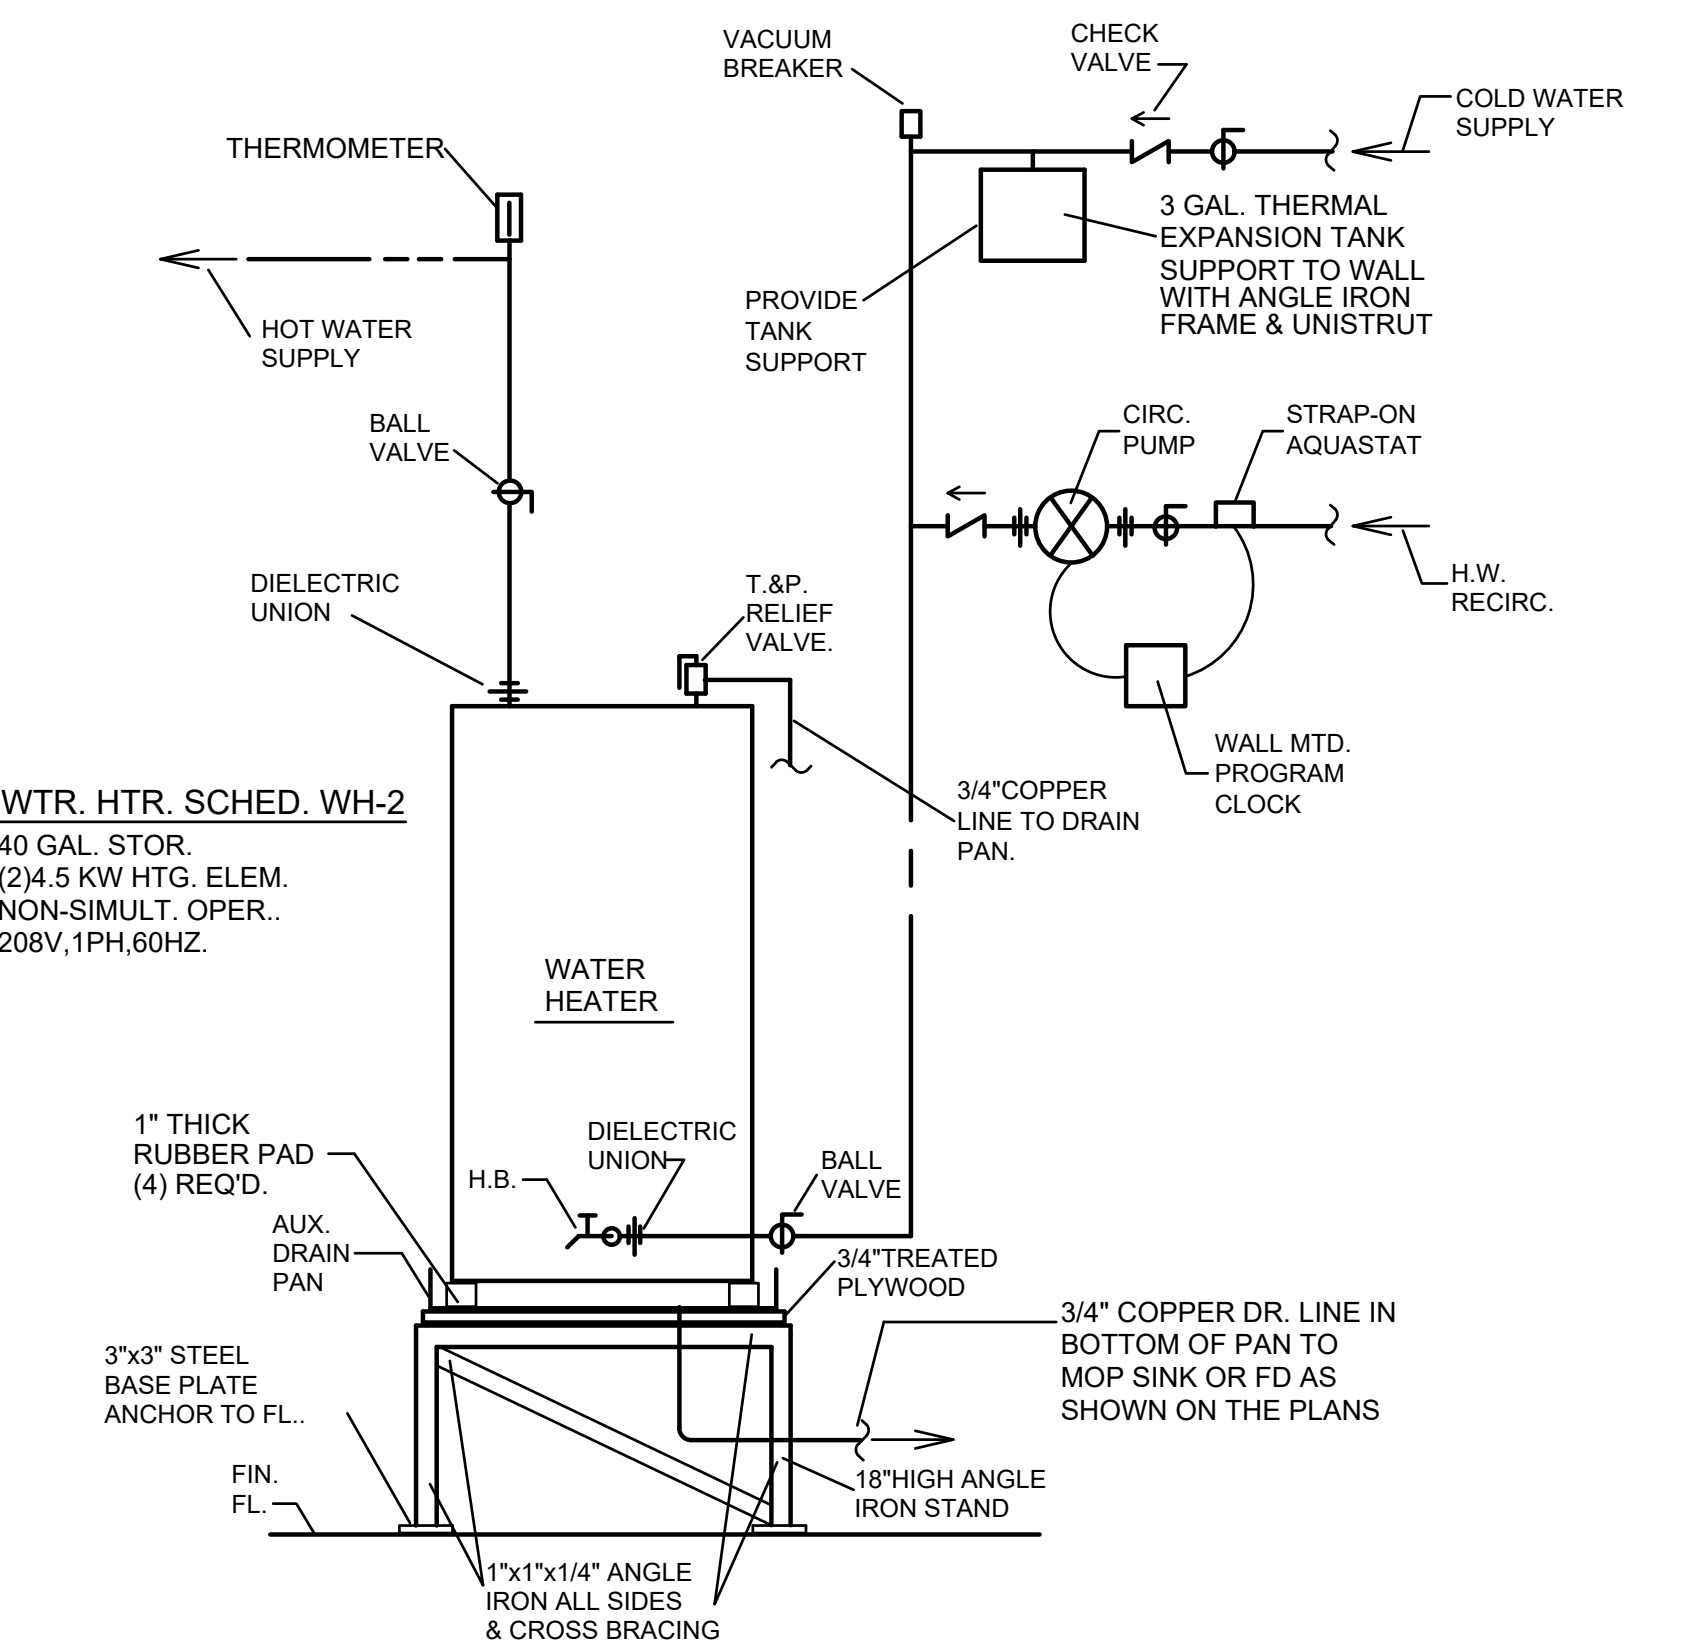 VACUUM
BREAKER
CHECK
VALVE
COLD WATER
SUPPLY
THERMOMETER
3 GAL. THERMAL
EXPANSION TANK
SUPPORT TO WALL
WITH ANGLE IRON
FRAME & UNISTRUT
PROVIDE
TANK
SUPPORT
HOT WATER
SUPPLY
BALL
VALVE
CIRC.
PUMP
STRAP-ON
AQUASTAT
DIELECTRIC
UNION
T.&P.
RELIEF
VALVE.
H.W.
RECIRC.
WALL MTD.
PROGRAM
CLOCK
3/4"COPPER
LINE TO DRAIN
PAN.
WTR. HTR. SCHED. WH-2
40 GAL. STOR.
(2)4.5 KW HTG. ELEM.
NON-SIMULT. OPER..
208V,1PH,60HZ.
WATER
HEATER
1" THICK
RUBBER PAD
(4) REQ'D.
DIELECTRIC
UNION
H.B.
BALL
VALVE
AUX.
DRAIN
PAN
3/4"TREATED
PLYWOOD
3/4" COPPER DR. LINE IN
BOTTOM OF PAN TO
MOP SINK OR FD AS
SHOWN ON THE PLANS
3"x3" STEEL
BASE PLATE
ANCHOR TO FL..
FIN.
FL.
18"HIGH ANGLE
IRON STAND
1"x1"x1/4" ANGLE
IRON ALL SIDES
& CROSS BRACING